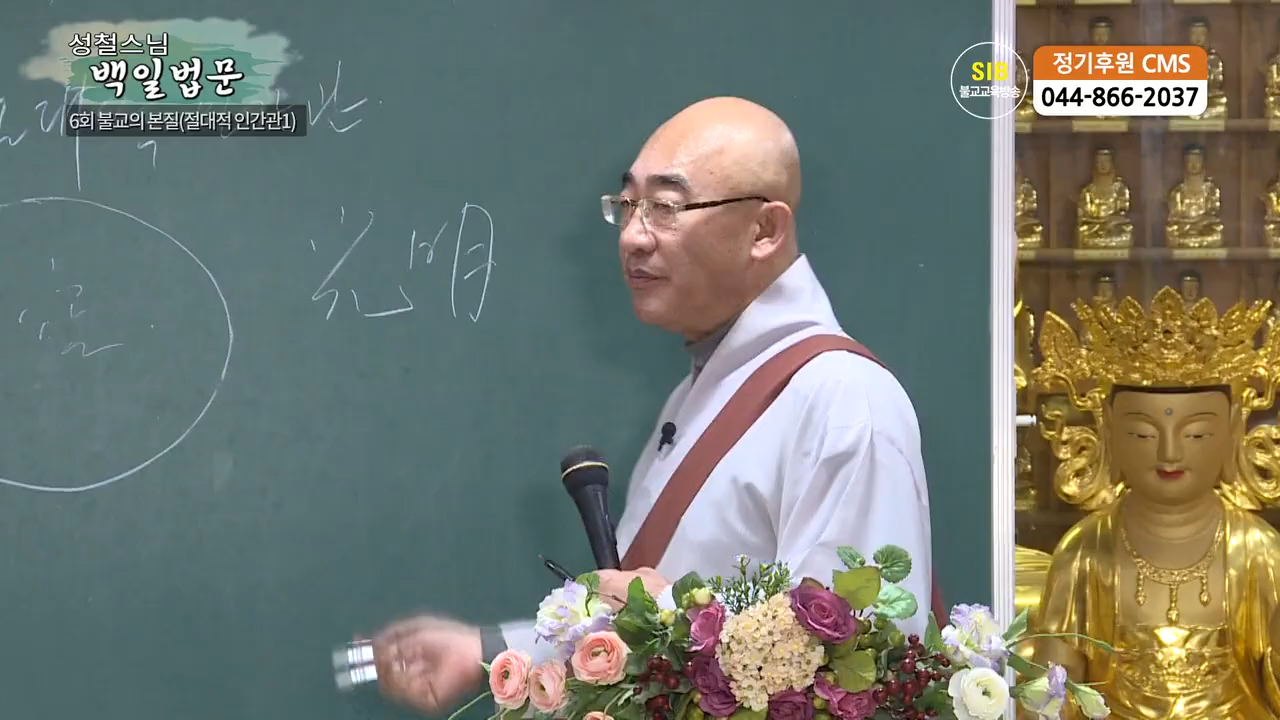 성철스님
백일법문
6회 불교의 본질(절대적 인간관1)
SIB
불교교육방송
정기후원 CMS
044-866-2037
光明
空